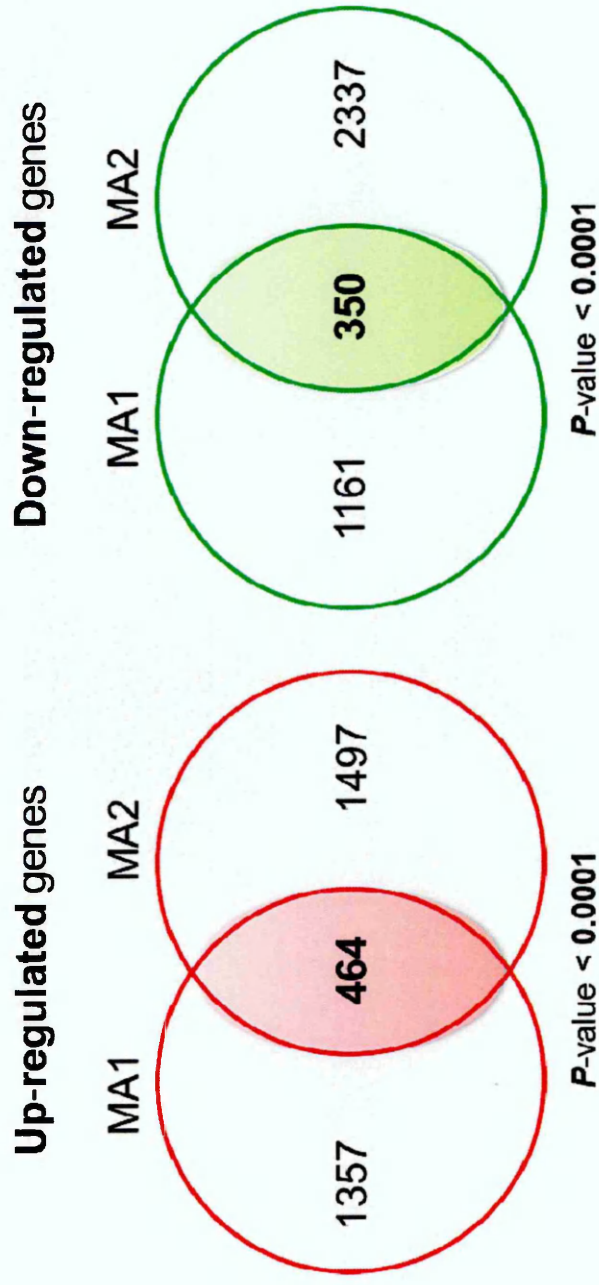 Up-regulated genes
MA1 MA2
1357 464 1497
P-value < 0.0001
Down-regulated genes
MA1 MA2
1161 350 2337
P-value < 0.0001